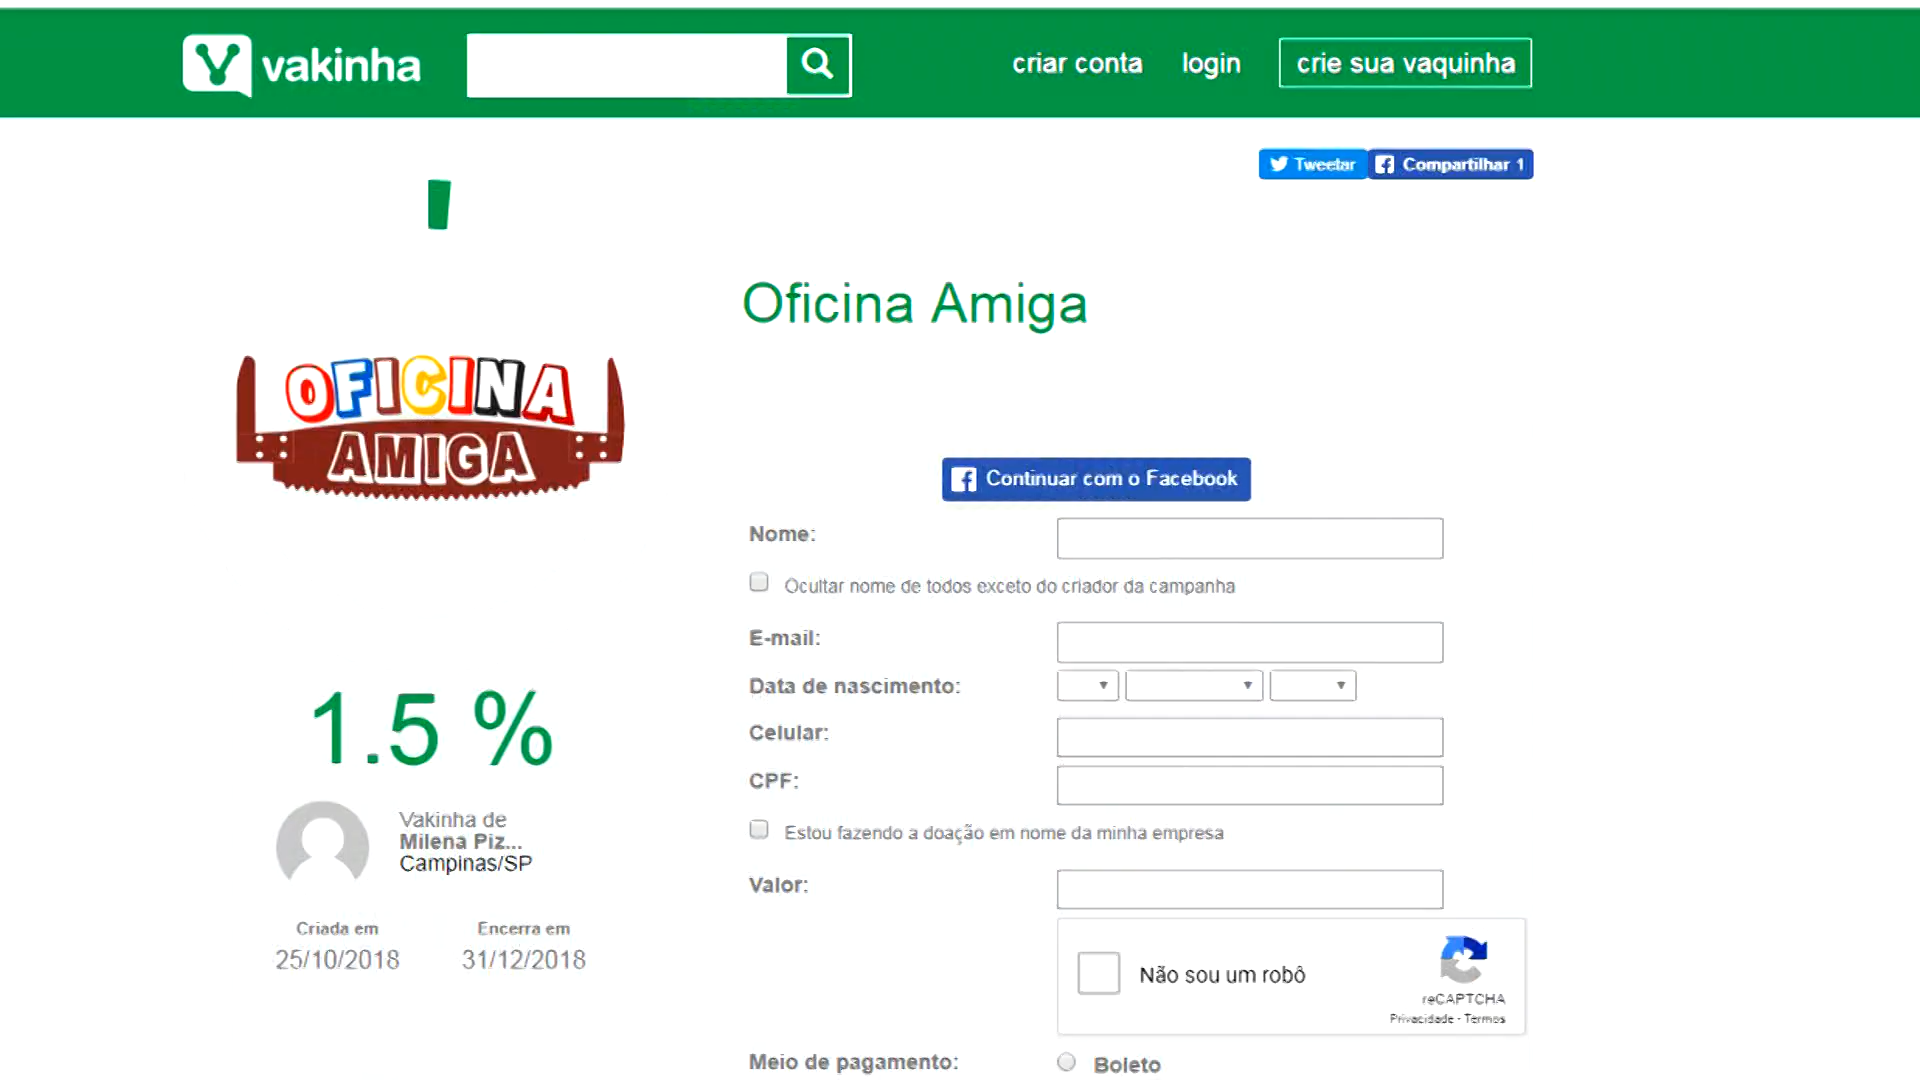 vakinha
criar conta
login
crie sua vaquinha
Tweetar
Compartilhar 1
Oficina Amiga
OFICINA
AMIGA
Continuar com o Facebook
Nome:
Ocultar nome de todos exceto do criador da campanha
E-mail:
Data de nascimento:
Celular:
CPF:
Estou fazendo a doação em nome da minha empresa
Valor:
Não sou um robô
reCAPTCHA
Privacidade - Termos
Meio de pagamento:
Boleto
1.5 %
Vakinha de
Milena Piz...
Campinas/SP
Criada em
25/10/2018
Encerra em
31/12/2018